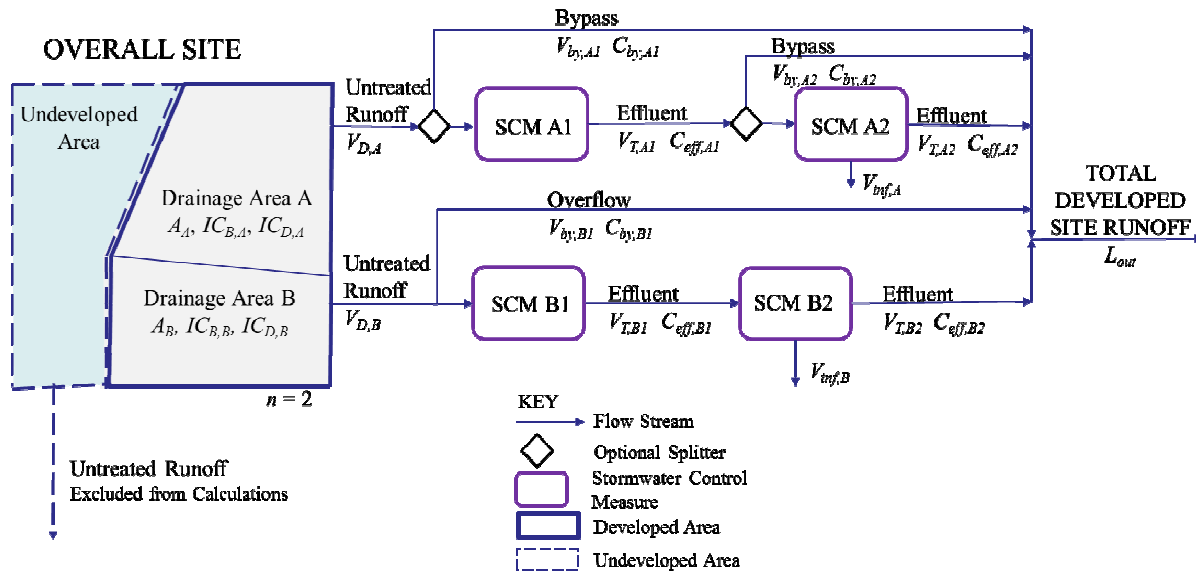 OVERALL SITE
Undeveloped
Area
Drainage Area A
A_A, IC_B,A, IC_D,A
Drainage Area B
A_B, IC_B,B, IC_D,B
n = 2
Untreated Runoff
Excluded from Calculations
Untreated
Runoff
V_D,A
Bypass
V_by,A1 C_by,A1
SCM A1
Effluent
V_T,A1 C_eff,A1
Bypass
V_by,A2 C_by,A2
SCM A2
Effluent
V_T,A2 C_eff,A2
V_inf,A
Untreated
Runoff
V_D,B
Overflow
V_by,B1 C_by,B1
SCM B1
Effluent
V_T,B1 C_eff,B1
SCM B2
Effluent
V_T,B2 C_eff,B2
V_inf,B
TOTAL
DEVELOPED
SITE RUNOFF
L_out
KEY
Flow Stream
Optional Splitter
Stormwater Control
Measure
Developed Area
Undeveloped Area